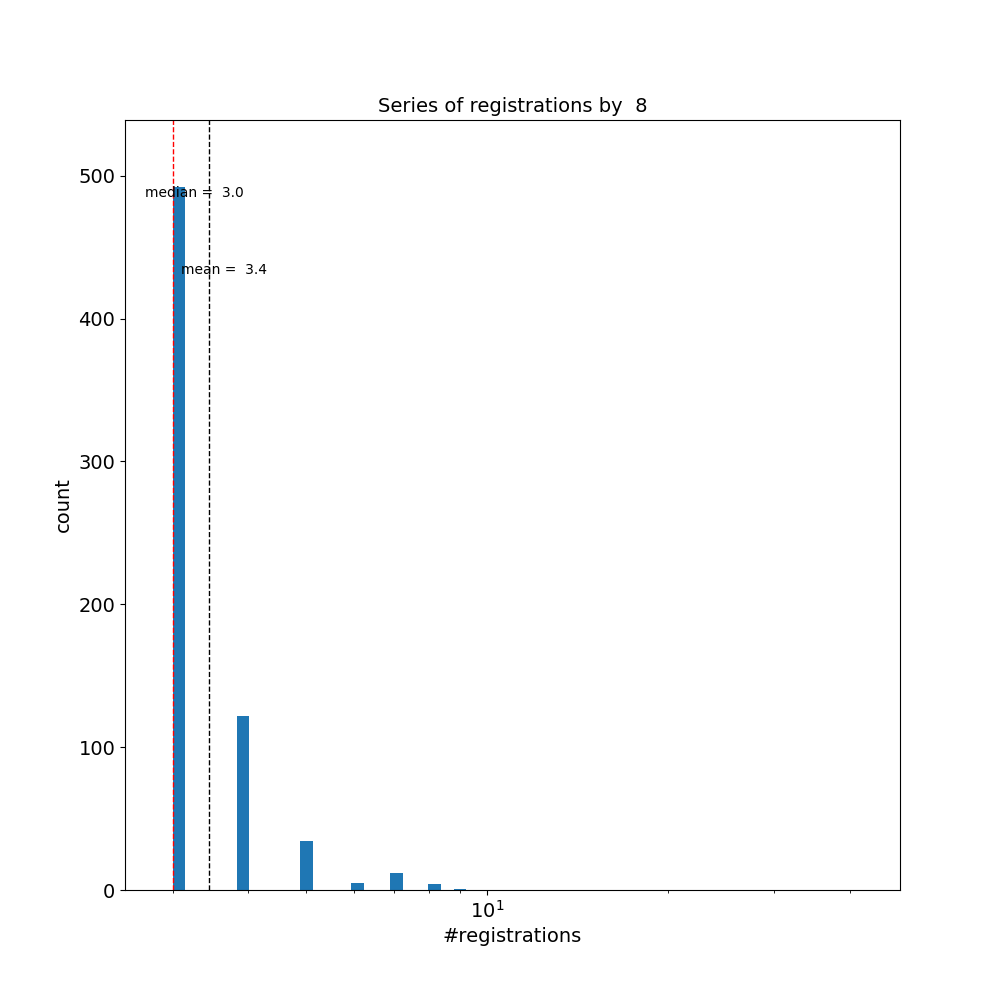 Series of registrations by  8
500
median =  3.0
mean =  3.4
400
300
count
200
100
0
10¹
#registrations